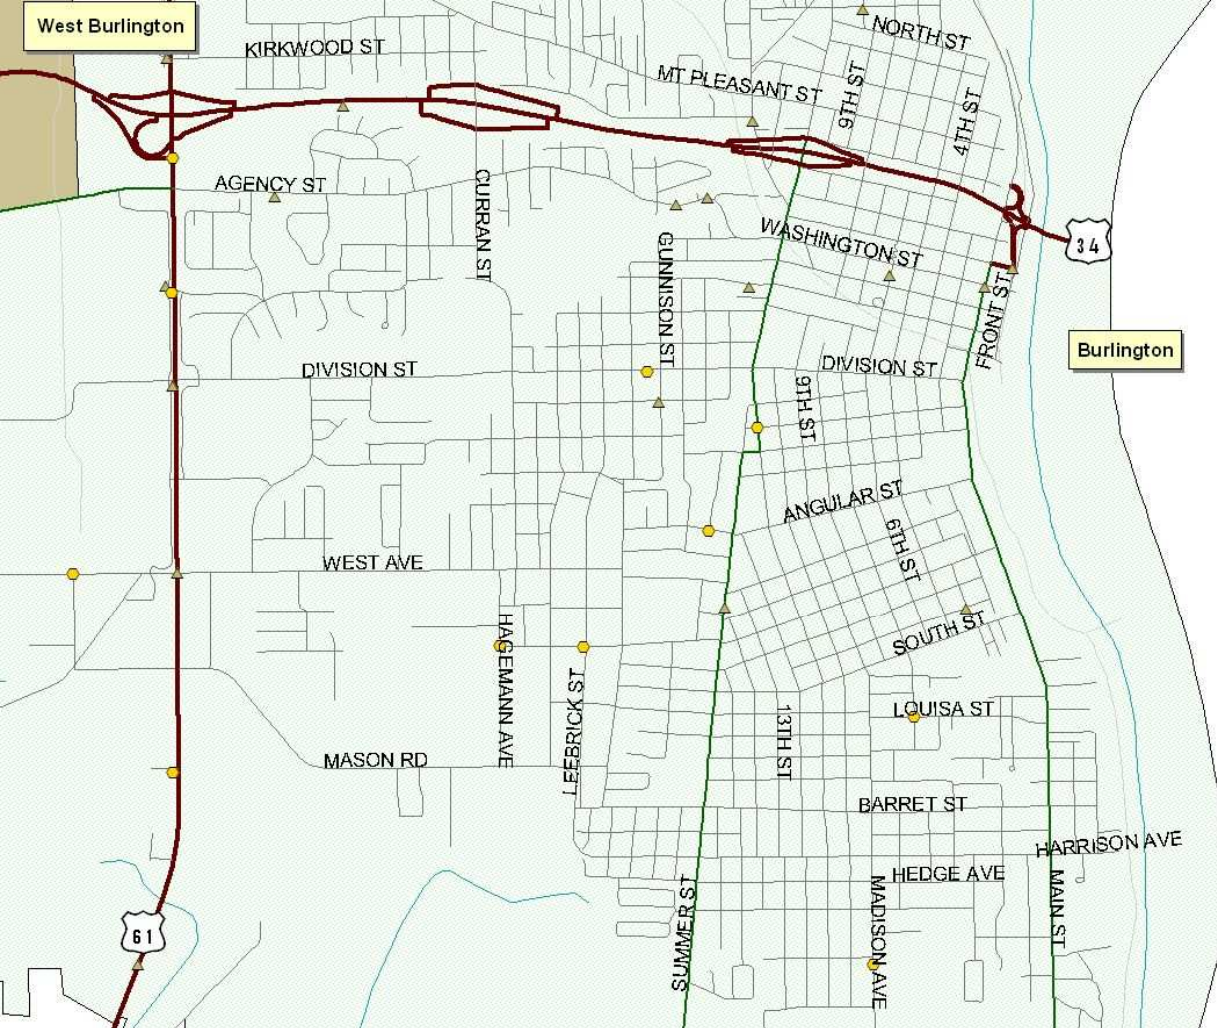 West Burlington
KIRKWOOD ST
NORTH ST
MT PLEASANT ST
9TH ST
4TH ST
AGENCY ST
CURRAN ST
GUNNISON ST
WASHINGTON ST
34
FRONT ST
Burlington
DIVISION ST
DIVISION ST
9TH ST
ANGULAR ST
6TH ST
WEST AVE
HAGEMANN AVE
SOUTH ST
LEEBRICK ST
LOUISA ST
13TH ST
MASON RD
BARRET ST
HARRISON AVE
HEDGE AVE
61
SUMMER ST
MADISON AVE
MAIN ST